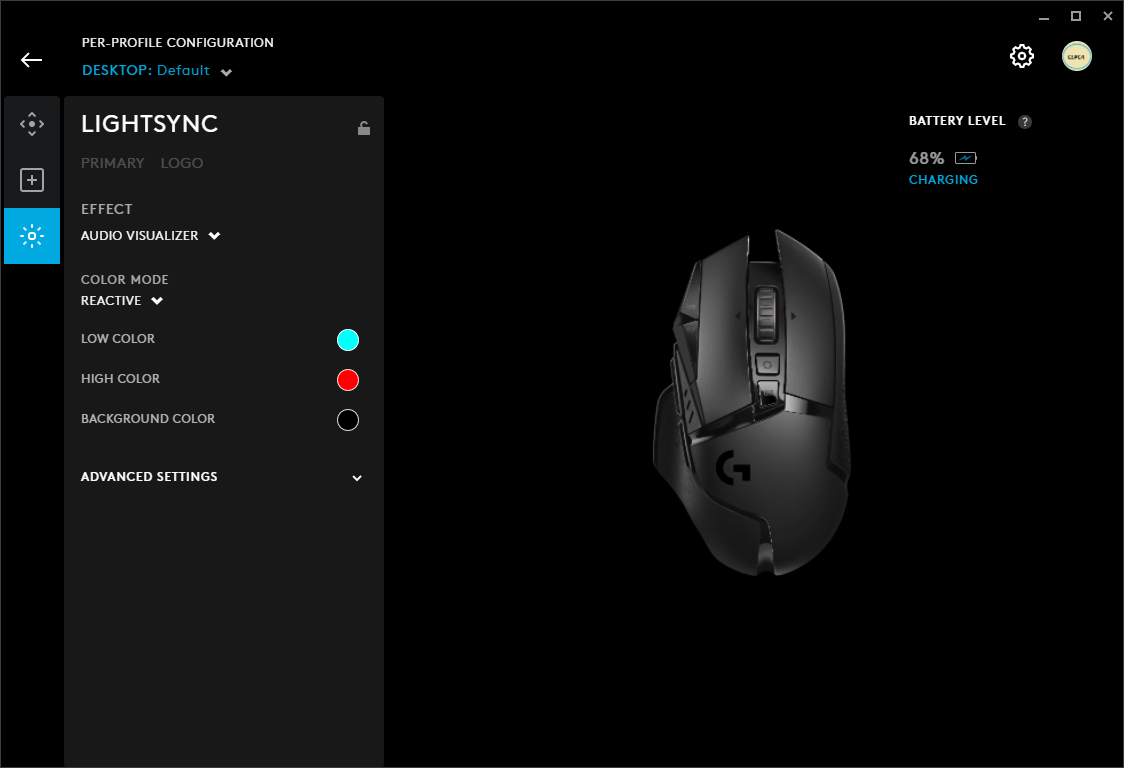 PER-PROFILE CONFIGURATION
DESKTOP: Default
LIGHTSYNC
PRIMARY LOGO
EFFECT
AUDIO VISUALIZER
COLOR MODE
REACTIVE
LOW COLOR
HIGH COLOR
BACKGROUND COLOR
ADVANCED SETTINGS
BATTERY LEVEL ?
68%
CHARGING